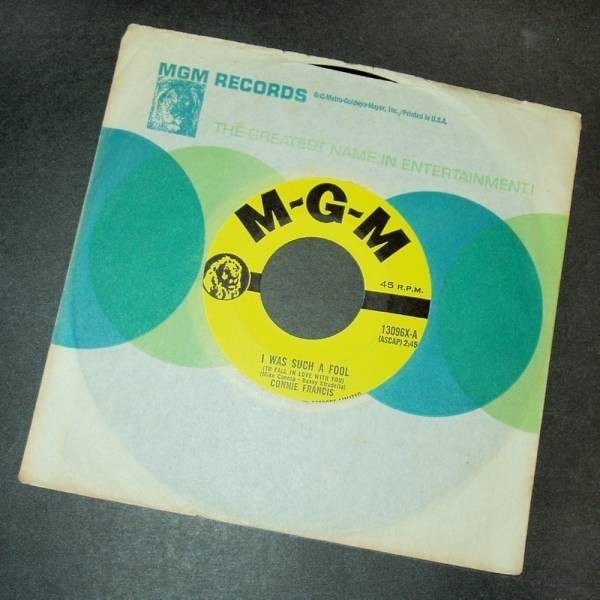 MGM RECORDS
©Metro-Goldwyn-Mayer, Inc./Printed in U.S.A.
THE GREATEST NAME IN ENTERTAINMENT!
M-G-M
45 R.P.M.
13096X-A
(ASCAP) 2:45
I WAS SUCH A FOOL
(TO FALL IN LOVE WITH YOU)
CONNIE FRANCIS
LIMITED